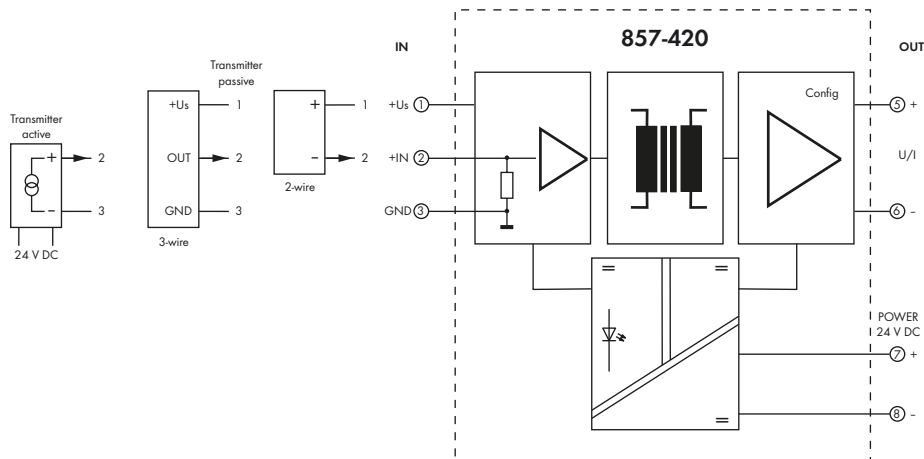 857-420
IN
OUT
Transmitter
active
+
2
−
3
24 V DC
Transmitter
passive
+Us
1
OUT
2
GND
3
3-wire
+
1
−
2
2-wire
+Us 1
+IN 2
GND 3
Config
5 +
U/I
6 -
POWER
24 V DC
7 +
8 -